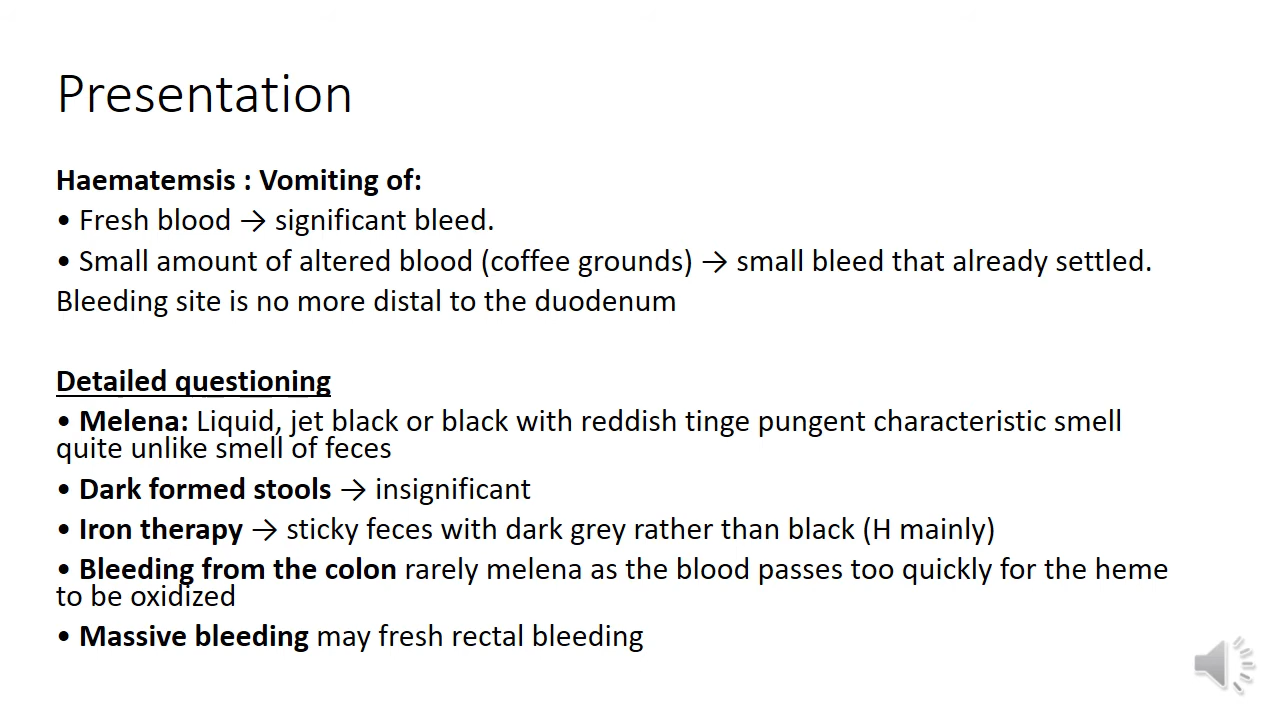 Presentation
Haematemsis : Vomiting of:
• Fresh blood → significant bleed.
• Small amount of altered blood (coffee grounds) → small bleed that already settled.
Bleeding site is no more distal to the duodenum
Detailed questioning
• Melena: Liquid, jet black or black with reddish tinge pungent characteristic smell
quite unlike smell of feces
• Dark formed stools → insignificant
• Iron therapy → sticky feces with dark grey rather than black (H mainly)
• Bleeding from the colon rarely melena as the blood passes too quickly for the heme
to be oxidized
• Massive bleeding may fresh rectal bleeding